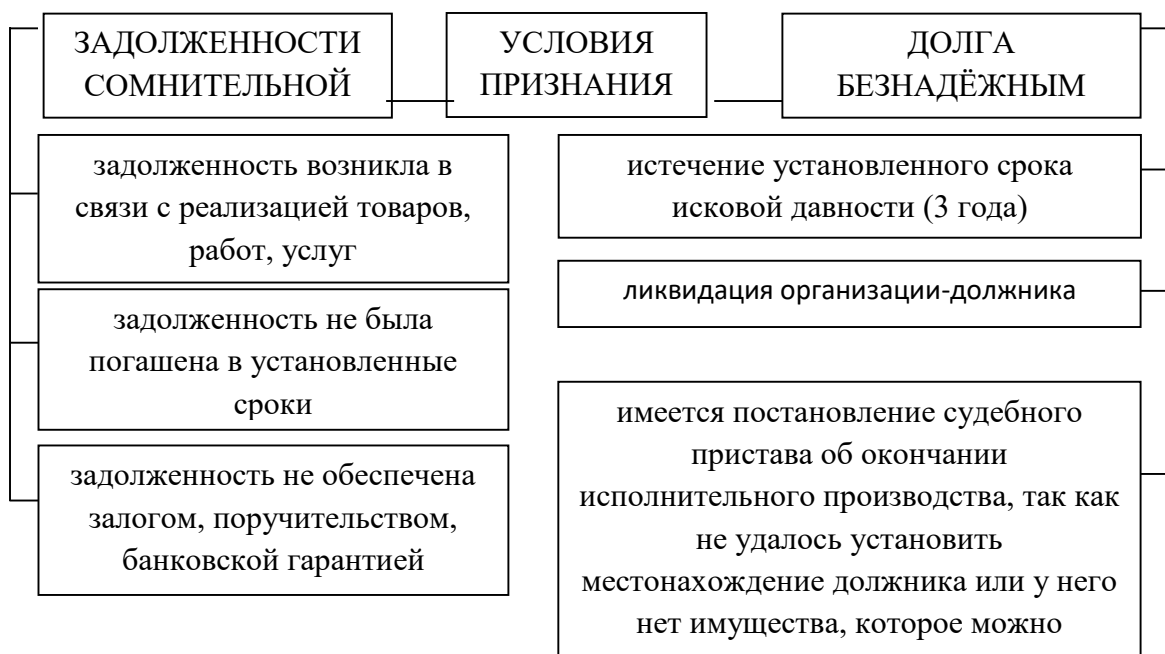 ЗАДОЛЖЕННОСТИ
СОМНИТЕЛЬНОЙ
УСЛОВИЯ
ПРИЗНАНИЯ
ДОЛГА
БЕЗНАДЁЖНЫМ
задолженность возникла в
связи с реализацией товаров,
работ, услуг
задолженность не была
погашена в установленные
сроки
задолженность не обеспечена
залогом, поручительством,
банковской гарантией
истечение установленного срока
исковой давности (3 года)
ликвидация организации-должника
имеется постановление судебного
пристава об окончании
исполнительного производства, так как
не удалось установить
местонахождение должника или у него
нет имущества, которое можно